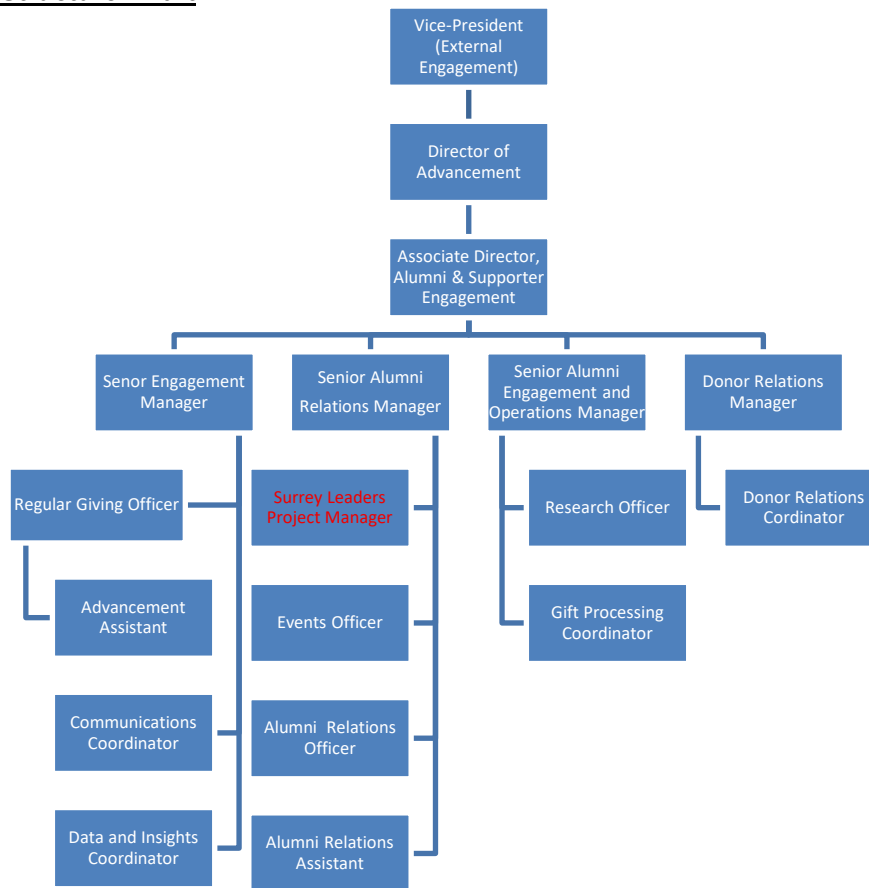 Vice-President
(External
Engagement)
Director of
Advancement
Associate Director,
Alumni & Supporter
Engagement
Senor Engagement
Manager
Senior Alumni
Relations Manager
Senior Alumni
Engagement and
Operations Manager
Donor Relations
Manager
Regular Giving Officer
Surrey Leaders
Project Manager
Research Officer
Donor Relations
Cordinator
Advancement
Assistant
Events Officer
Gift Processing
Coordinator
Communications
Coordinator
Alumni Relations
Officer
Data and Insights
Coordinator
Alumni Relations
Assistant